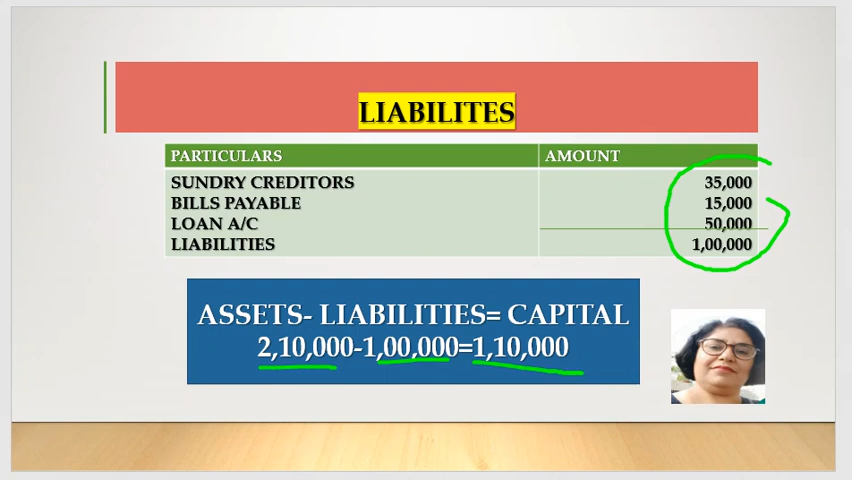 LIABILITES
PARTICULARS AMOUNT
SUNDRY CREDITORS 35,000
BILLS PAYABLE 15,000
LOAN A/C 50,000
LIABILITIES 1,00,000
ASSETS- LIABILITIES= CAPITAL
2,10,000-1,00,000=1,10,000